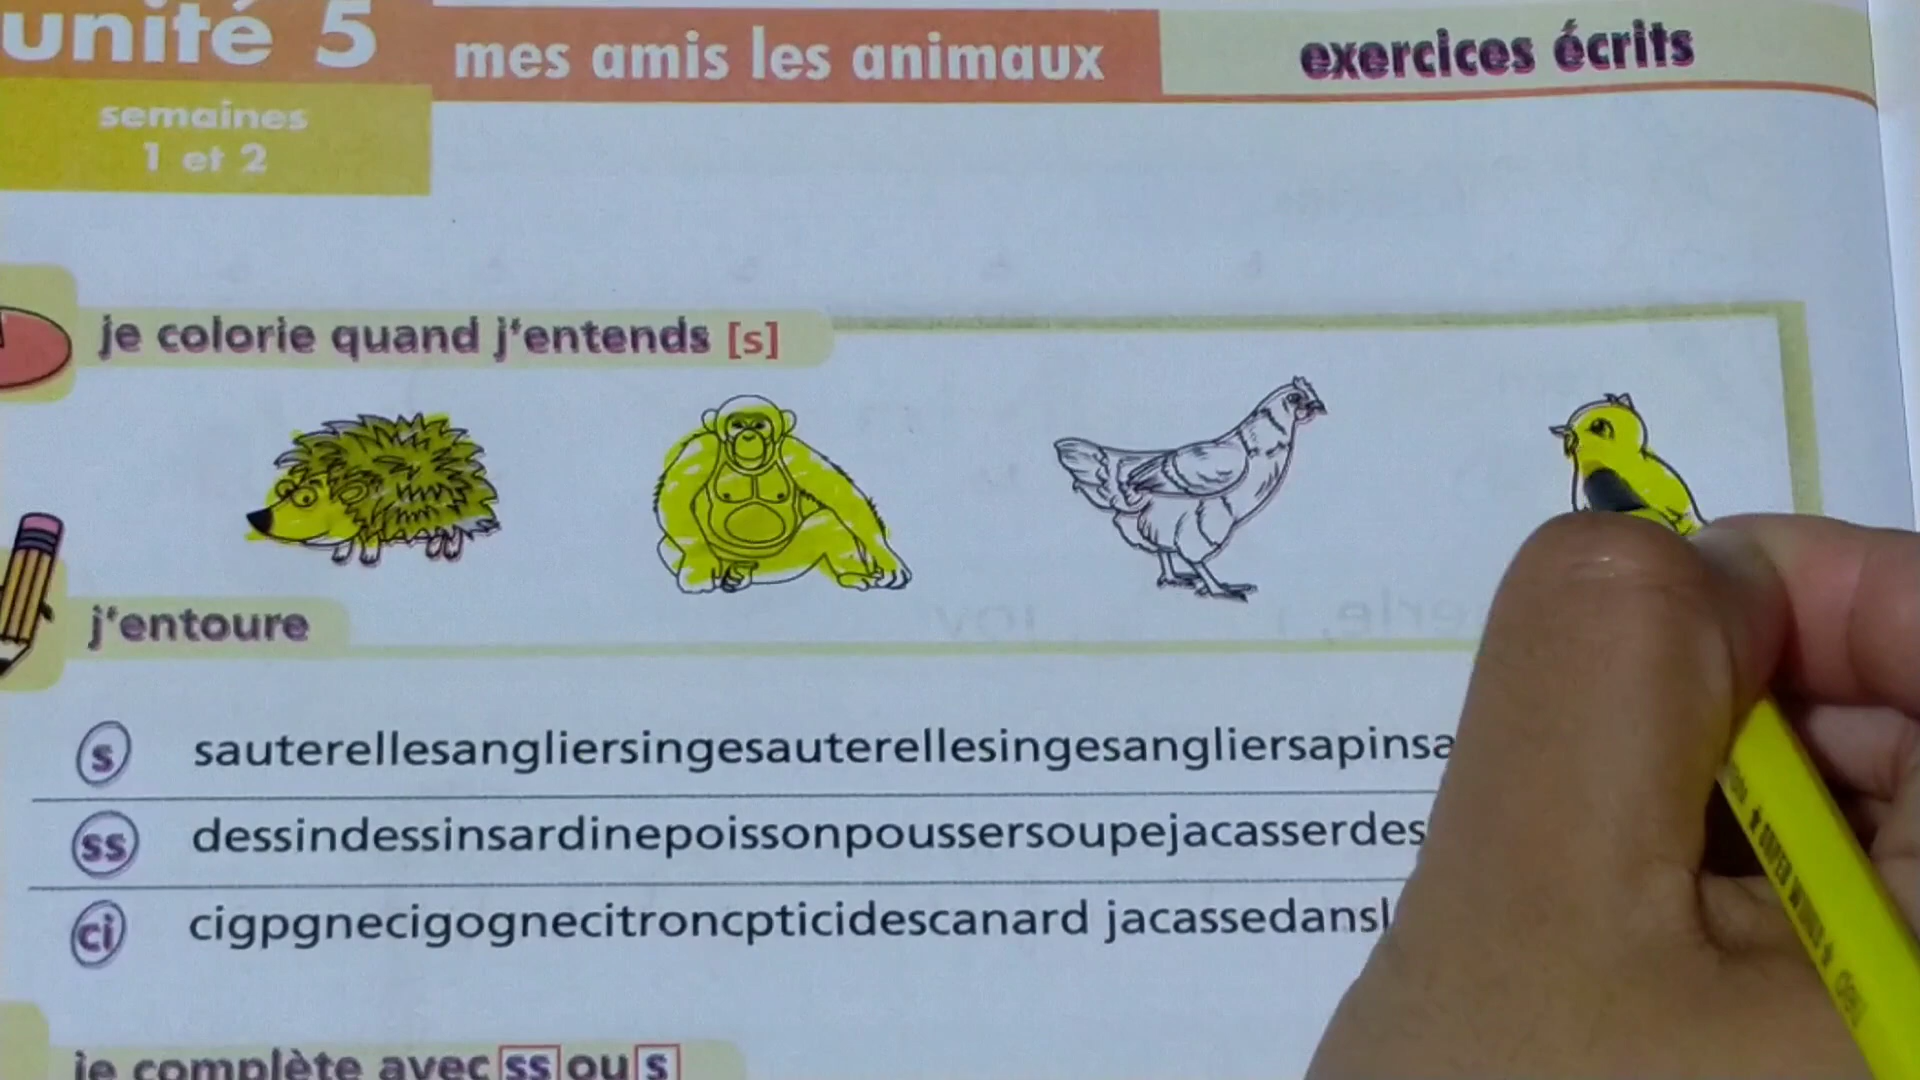 unité 5 mes amis les animaux exercices écrits
semaines
1 et 2
je colorie quand j'entends [s]
j'entoure
s sauterellesangliersingesauterellesingesangliersapinsa
ss dessindessinsardinepoissonpoussersoupejacasserdes
ci cigpgnecigognecitroncpticidescanard jacassedansl
je complète avec ss ou s